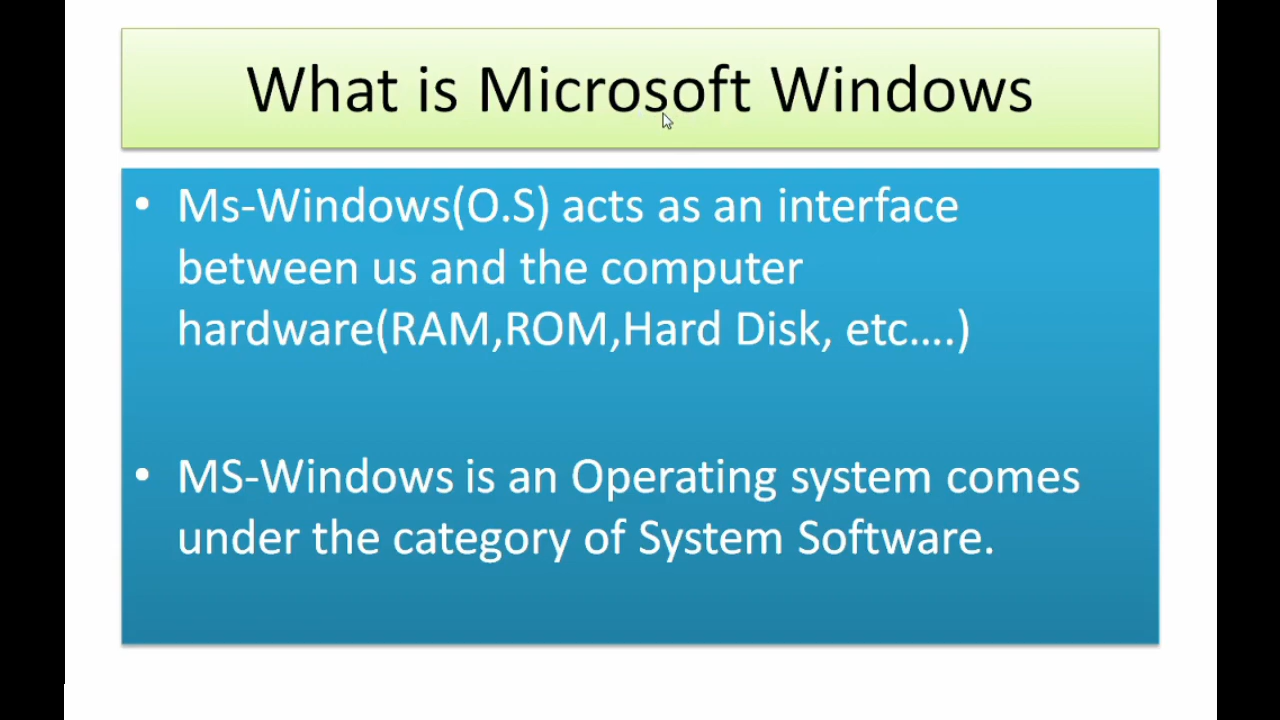 What is Microsoft Windows
• Ms-Windows(O.S) acts as an interface
between us and the computer
hardware(RAM,ROM,Hard Disk, etc….)
• MS-Windows is an Operating system comes
under the category of System Software.